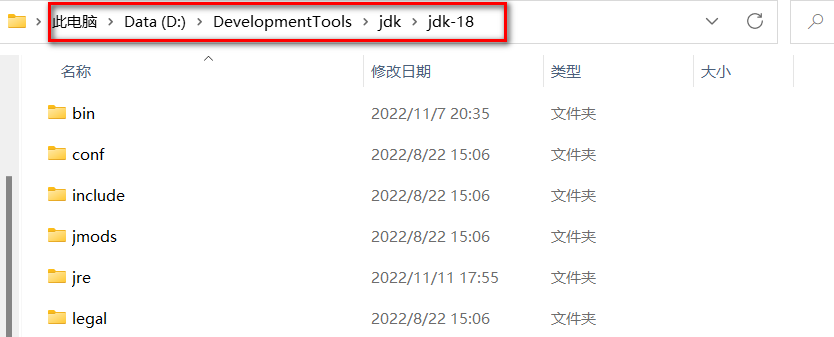 此电脑 > Data (D:) > DevelopmentTools > jdk > jdk-18
名称 修改日期 类型 大小
bin 2022/11/7 20:35 文件夹
conf 2022/8/22 15:06 文件夹
include 2022/8/22 15:06 文件夹
jmods 2022/8/22 15:06 文件夹
jre 2022/11/11 17:55 文件夹
legal 2022/8/22 15:06 文件夹